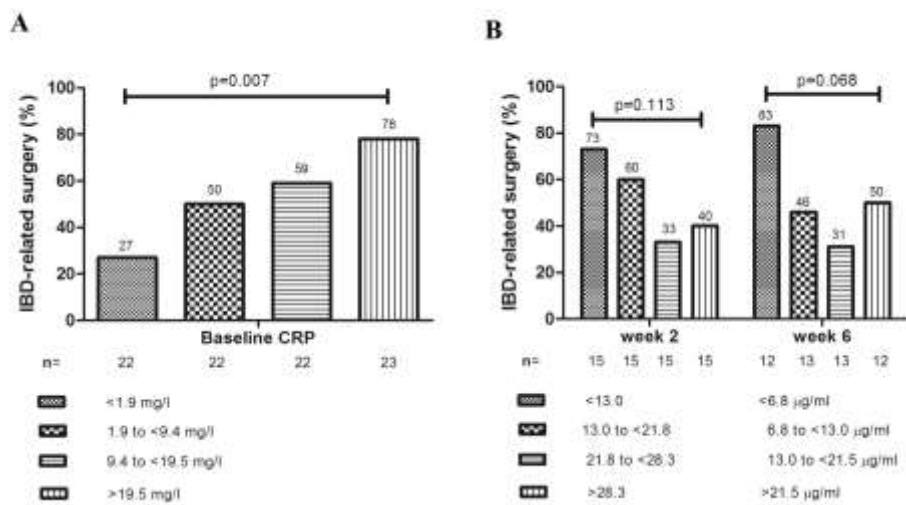 A
p=0.007
100
80
60
40
20
0
IBD-related surgery (%)
27
50
59
78
Baseline CRP
n= 22 22 22 23
<1.9 mg/l
1.9 to <9.4 mg/l
9.4 to <19.5 mg/l
>19.5 mg/l
B
p=0.113
p=0.068
100
80
60
40
20
0
IBD-related surgery (%)
73
60
33
40
83
46
31
50
week 2 week 6
n= 15 15 15 15 12 13 13 12
<13.0 <6.8 µg/ml
13.0 to <21.8 6.8 to <13.0 µg/ml
21.8 to <28.3 13.0 to <21.5 µg/ml
>28.3 >21.5 µg/ml